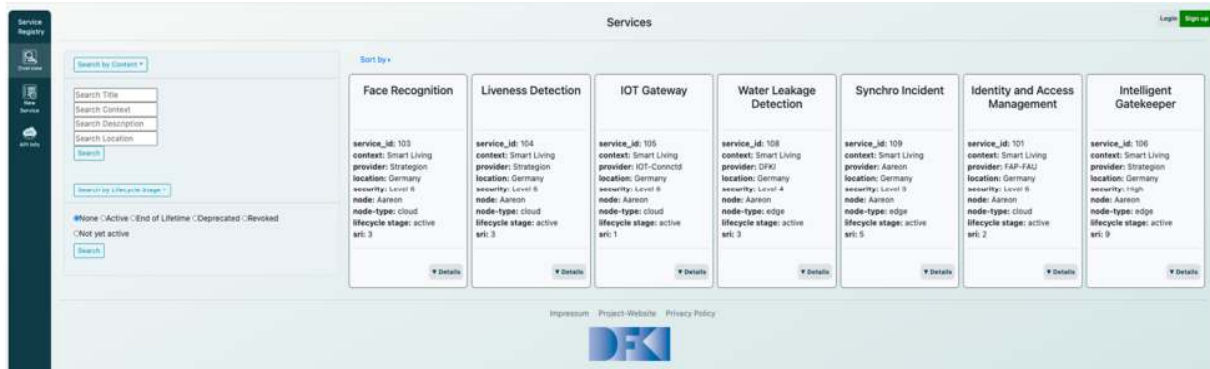 Service
Registry
Overview
New
Service
API Info
Services
Login
Sign up
Search by Content
Search Title
Search Context
Search Description
Search Location
Search
Search by Lifecycle Stage
None Active End of Lifetime Deprecated Revoked
Not yet active
Search
Sort by
Face Recognition
service_id: 103
context: Smart Living
provider: Strategion
location: Germany
security: Level 6
node: Aareon
node-type: cloud
lifecycle stage: active
sri: 3
▼ Details
Liveness Detection
service_id: 104
context: Smart Living
provider: Strategion
location: Germany
security: Level 6
node: Aareon
node-type: cloud
lifecycle stage: active
sri: 3
▼ Details
IOT Gateway
service_id: 105
context: Smart Living
provider: IOT-Connctd
location: Germany
security: Level 6
node: Aareon
node-type: cloud
lifecycle stage: active
sri: 1
▼ Details
Water Leakage
Detection
service_id: 108
context: Smart Living
provider: DFKI
location: Germany
security: Level 4
node: Aareon
node-type: edge
lifecycle stage: active
sri: 3
▼ Details
Synchro Incident
service_id: 109
context: Smart Living
provider: Aareon
location: Germany
security: Level 3
node: Aareon
node-type: edge
lifecycle stage: active
sri: 5
▼ Details
Identity and Access
Management
service_id: 101
context: Smart Living
provider: FAP-FAU
location: Germany
security: Level 6
node: Aareon
node-type: cloud
lifecycle stage: active
sri: 2
▼ Details
Intelligent
Gatekeeper
service_id: 106
context: Smart Living
provider: Strategion
location: Germany
security: High
node: Aareon
node-type: edge
lifecycle stage: active
sri: 9
▼ Details
Impressum Project-Website Privacy Policy
DFKI